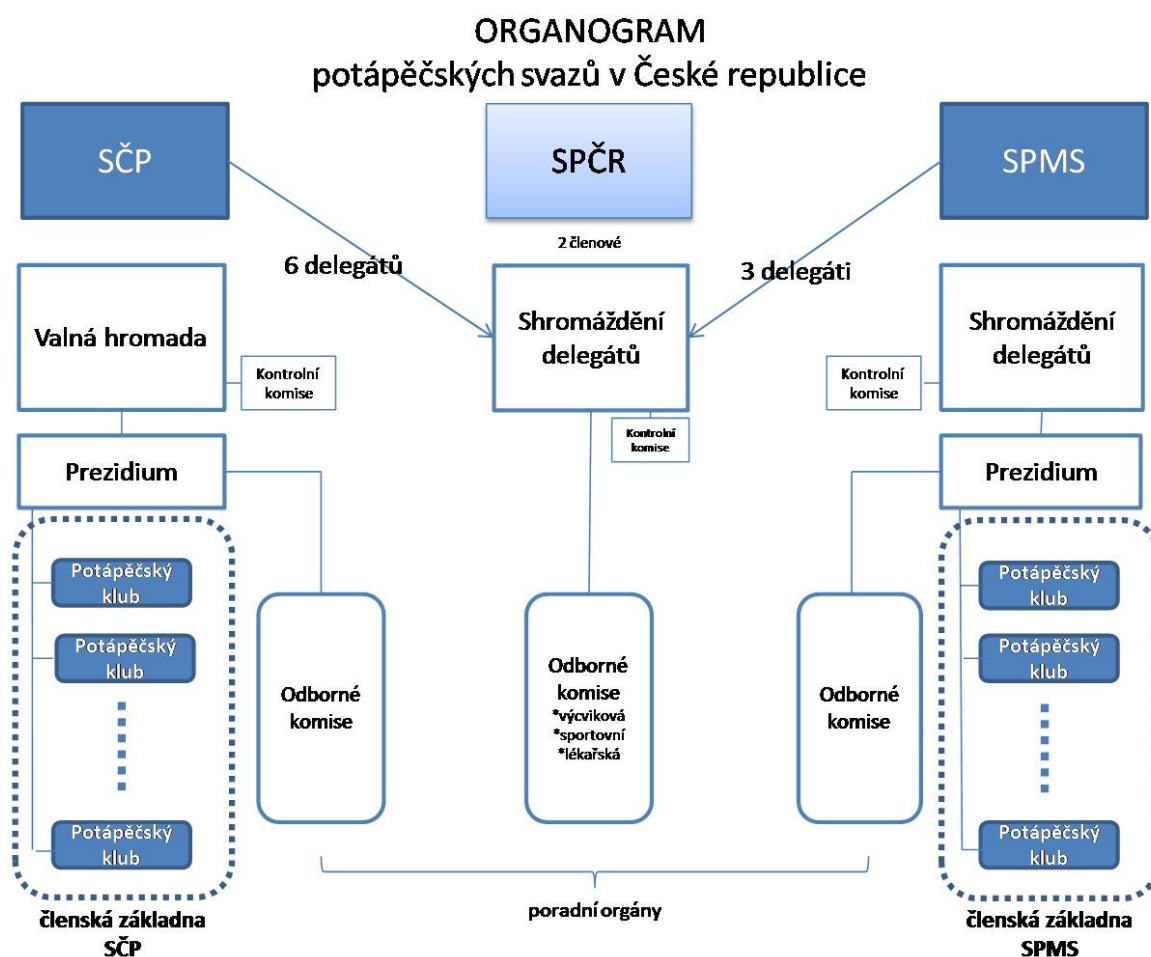 ORGANOGRAM
potápěčských svazů v České republice
SČP
SPČR
SPMS
2 členové
6 delegátů
3 delegáti
Valná hromada
Kontrolní
komise
Shromáždění
delegátů
Kontrolní
komise
Shromáždění
delegátů
Kontrolní
komise
Prezidium
Prezidium
Potápěčský
klub
Potápěčský
klub
Potápěčský
klub
Odborné
komise
Odborné
komise
*výcviková
*sportovní
*lékařská
Odborné
komise
Potápěčský
klub
Potápěčský
klub
Potápěčský
klub
poradní orgány
členská základna
SČP
členská základna
SPMS